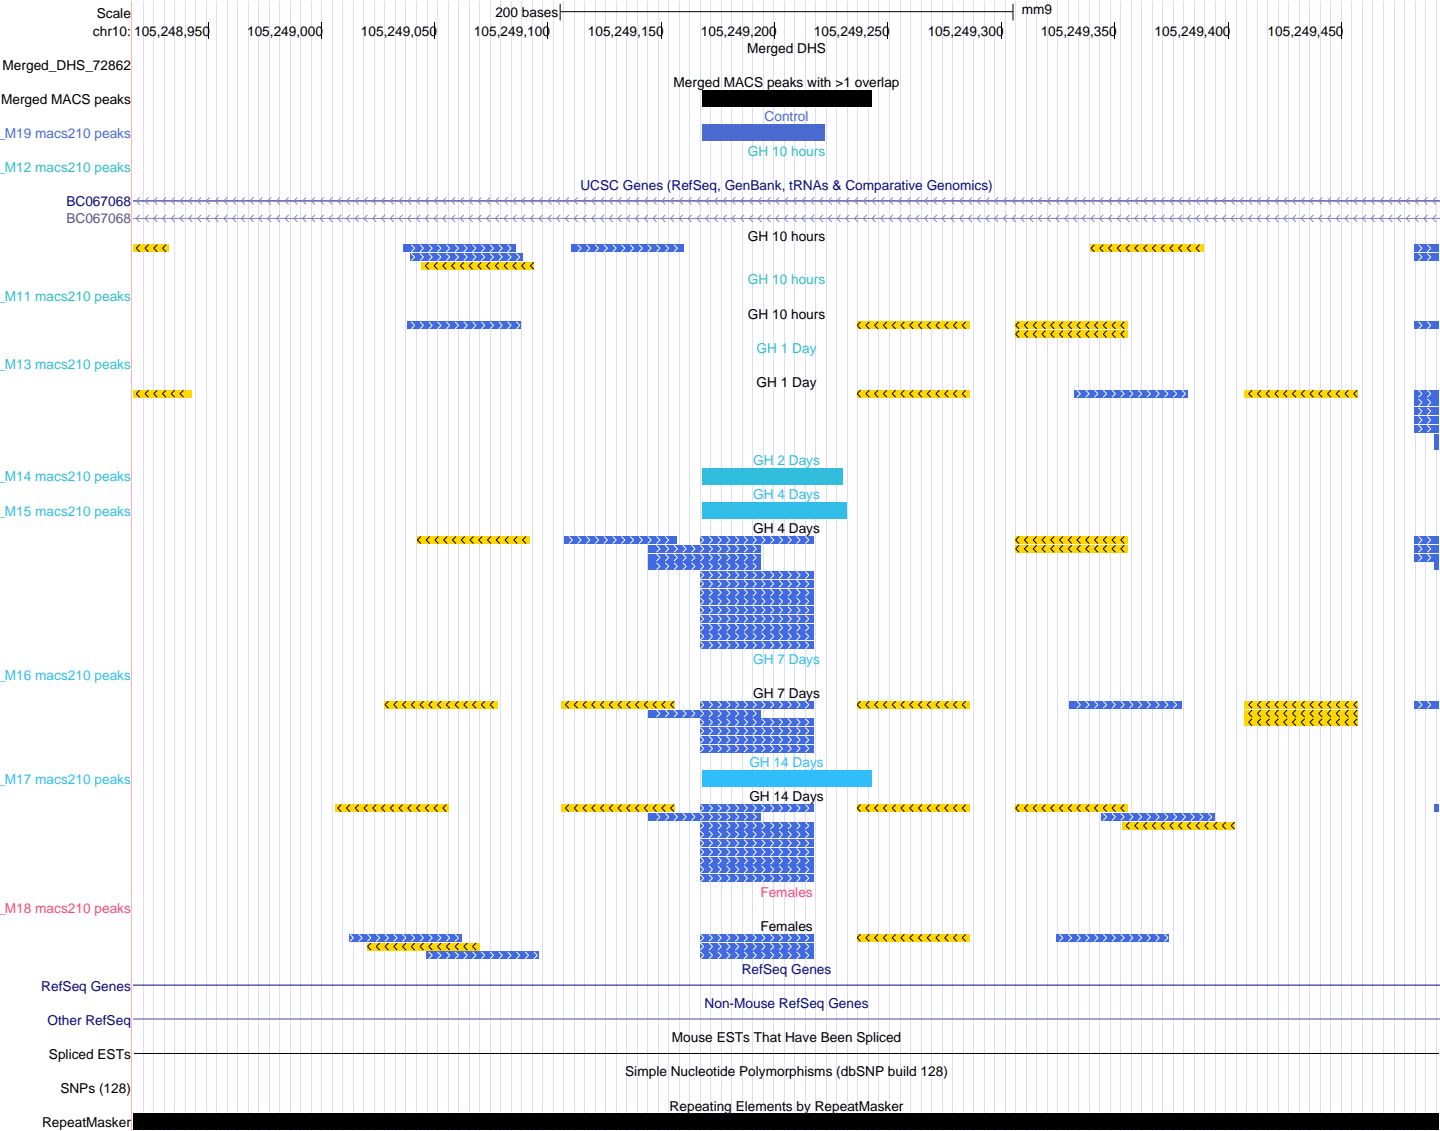 Scale 200 bases mm9
chr10: 105,248,950 105,249,000 105,249,050 105,249,100 105,249,150 105,249,200 105,249,250 105,249,300 105,249,350 105,249,400 105,249,450
Merged DHS
Merged_DHS_72862
Merged MACS peaks with >1 overlap
Merged MACS peaks
Control
_M19 macs210 peaks
GH 10 hours
_M12 macs210 peaks
UCSC Genes (RefSeq, GenBank, tRNAs & Comparative Genomics)
BC067068
BC067068
GH 10 hours
GH 10 hours
_M11 macs210 peaks
GH 10 hours
GH 1 Day
_M13 macs210 peaks
GH 1 Day
GH 2 Days
_M14 macs210 peaks
GH 4 Days
_M15 macs210 peaks
GH 4 Days
GH 7 Days
_M16 macs210 peaks
GH 7 Days
GH 14 Days
_M17 macs210 peaks
GH 14 Days
Females
_M18 macs210 peaks
Females
RefSeq Genes
RefSeq Genes
Non-Mouse RefSeq Genes
Other RefSeq
Mouse ESTs That Have Been Spliced
Spliced ESTs
Simple Nucleotide Polymorphisms (dbSNP build 128)
SNPs (128)
Repeating Elements by RepeatMasker
RepeatMasker